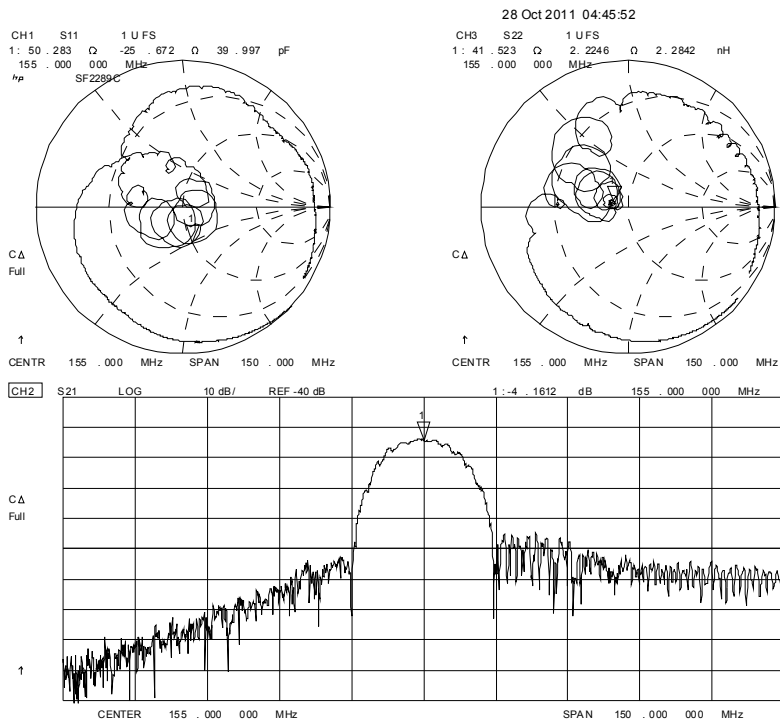 28 Oct 2011 04:45:52
CH1 S11 1 U FS
1 : 50 . 283 Ω -25 . 672 Ω 39 . 997 pF
155 . 000 000 MHz
hp SF2289C
1
C Δ
Full
↑
CENTR 155 . 000 MHz SPAN 150 . 000 MHz
CH3 S22 1 U FS
1 : 41 . 523 Ω 2 . 2246 Ω 2 . 2842 nH
155 . 000 000 MHz
C Δ
Full
↑
CENTR 155 . 000 MHz SPAN 150 . 000 MHz
CH2 S21 LOG 10 dB/ REF -40 dB 1 : -4 . 1612 dB 155 . 000 000 MHz
1
C Δ
Full
↑
CENTER 155 . 000 000 MHz SPAN 150 . 000 000 MHz